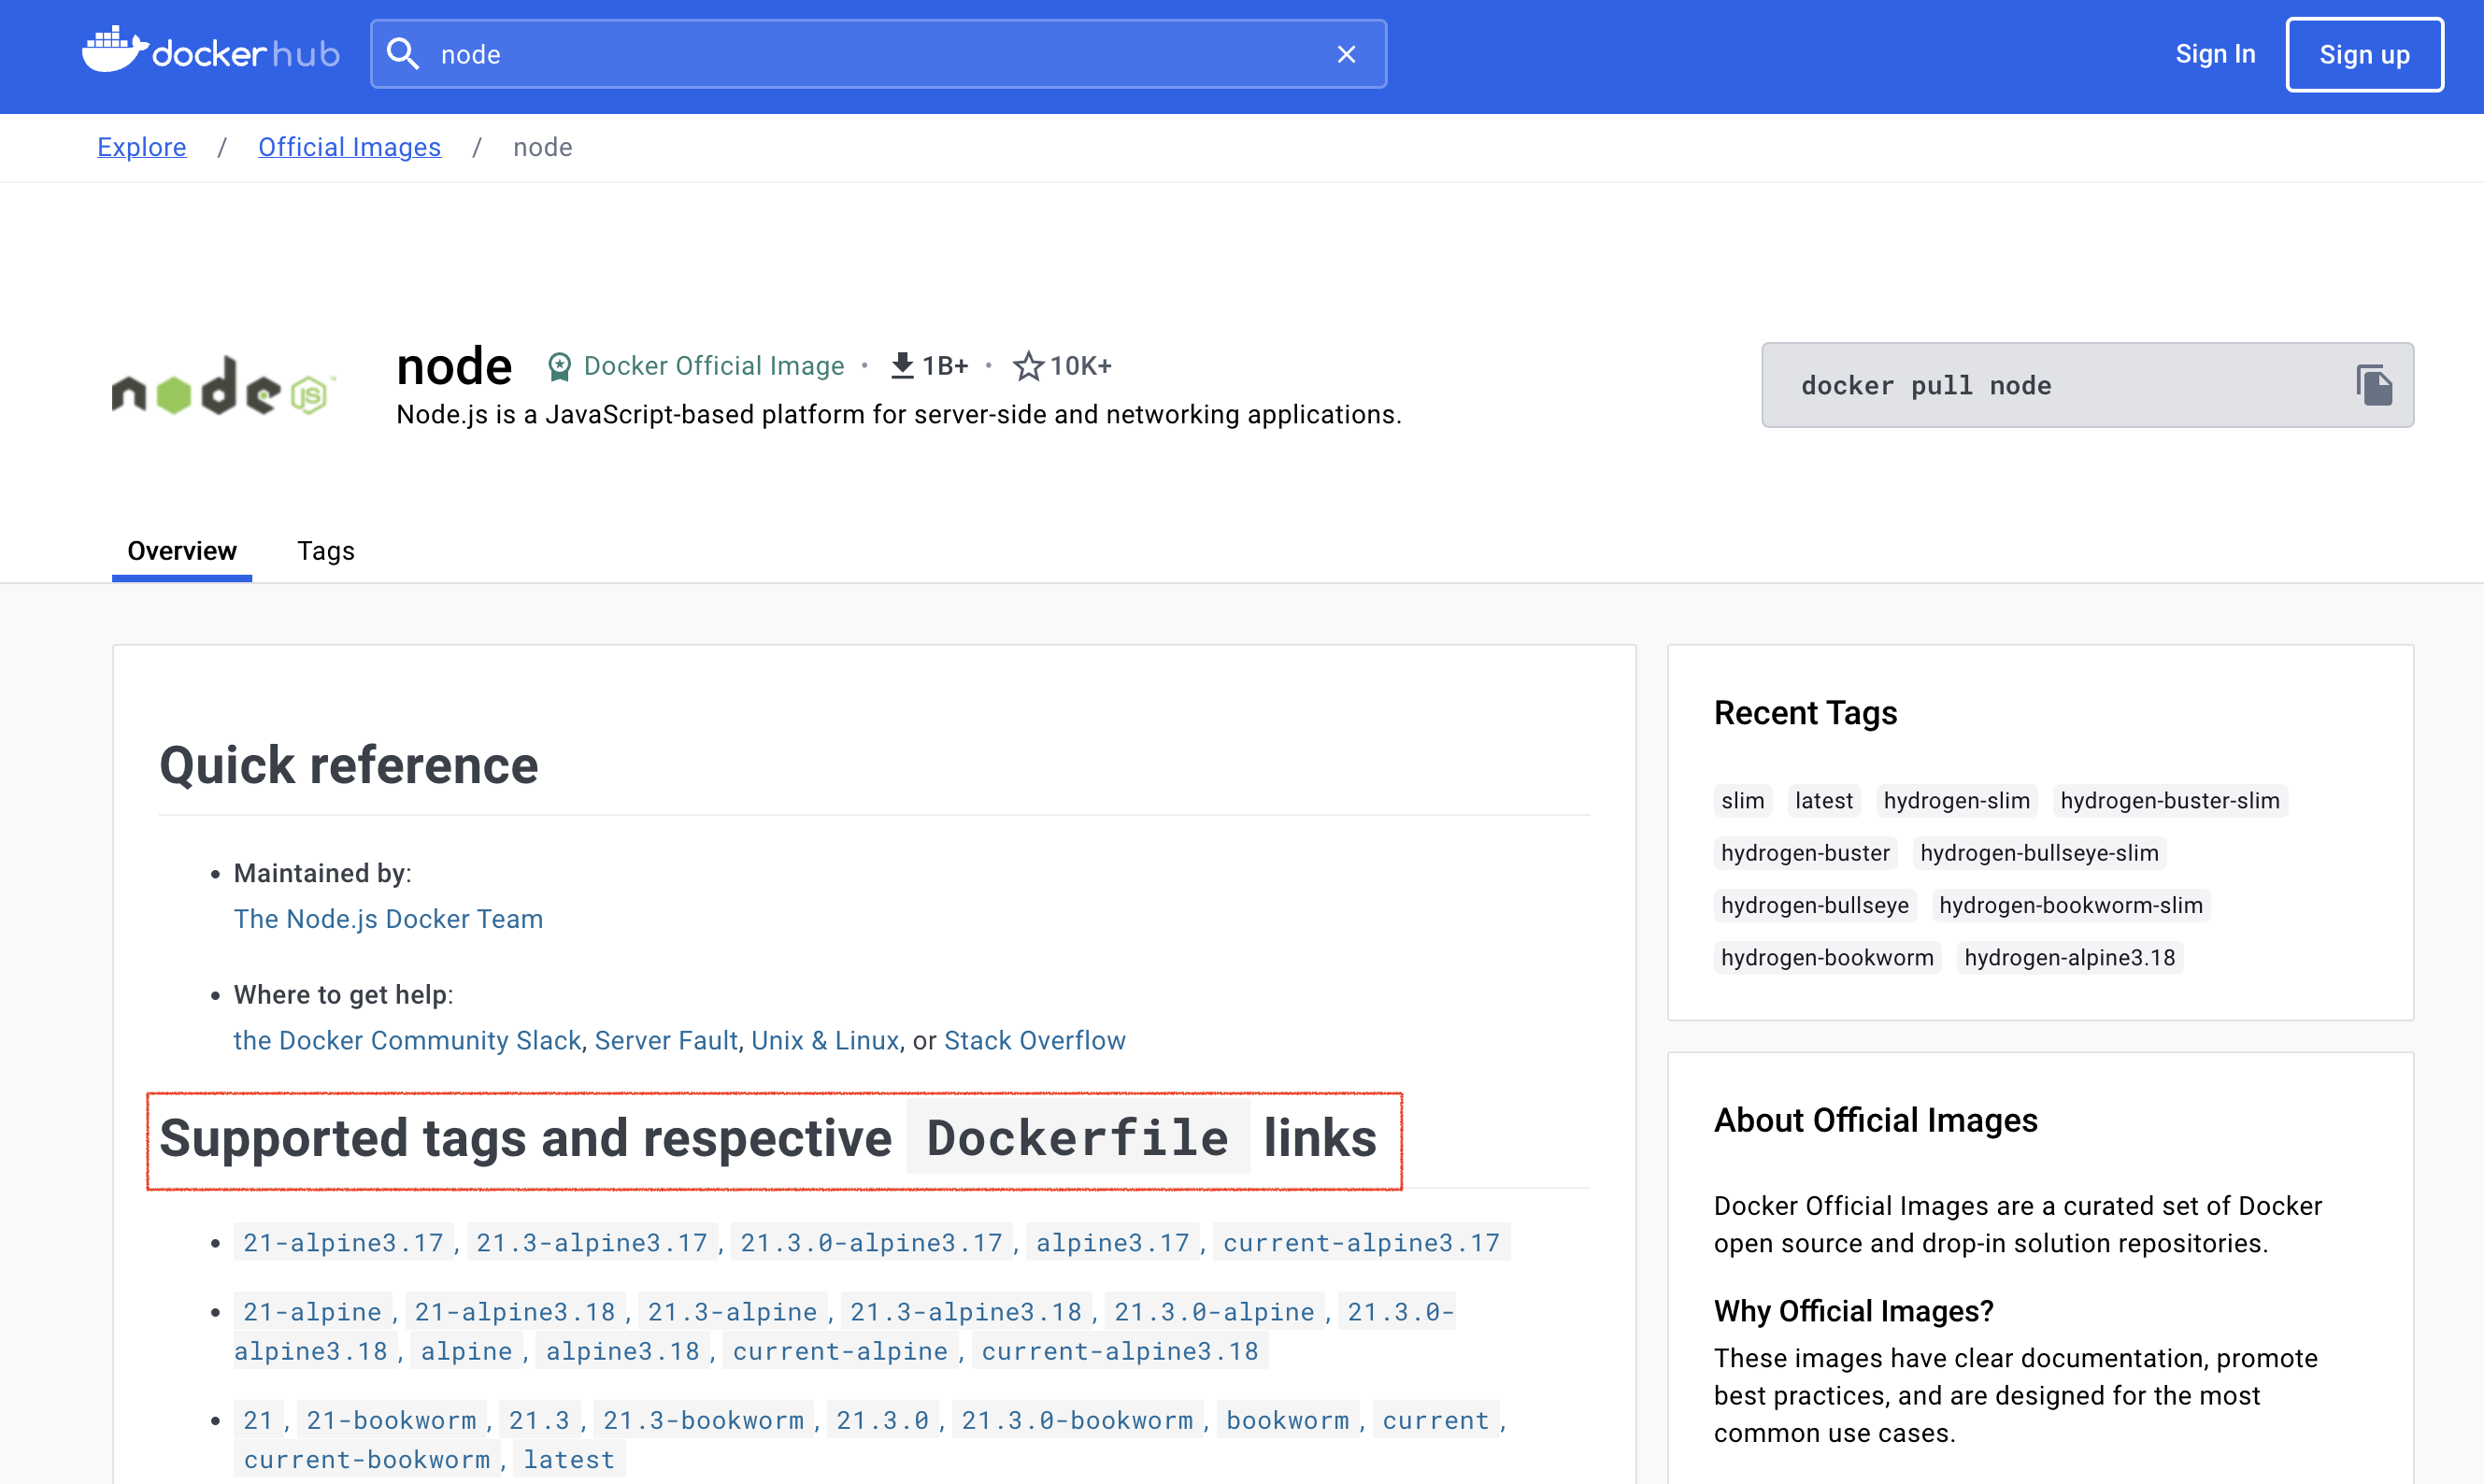 docker hub
node
Sign In
Sign up
Explore / Official Images / node
node JS ™
node Docker Official Image • 1B+ • 10K+
Node.js is a JavaScript-based platform for server-side and networking applications.
docker pull node
Overview Tags
Quick reference
• Maintained by:
The Node.js Docker Team
• Where to get help:
the Docker Community Slack, Server Fault, Unix & Linux, or Stack Overflow
Supported tags and respective Dockerfile links
• 21-alpine3.17, 21.3-alpine3.17, 21.3.0-alpine3.17, alpine3.17, current-alpine3.17
• 21-alpine, 21-alpine3.18, 21.3-alpine, 21.3-alpine3.18, 21.3.0-alpine, 21.3.0-
alpine3.18, alpine, alpine3.18, current-alpine, current-alpine3.18
• 21, 21-bookworm, 21.3, 21.3-bookworm, 21.3.0, 21.3.0-bookworm, bookworm, current,
current-bookworm, latest
Recent Tags
slim latest hydrogen-slim hydrogen-buster-slim
hydrogen-buster hydrogen-bullseye-slim
hydrogen-bullseye hydrogen-bookworm-slim
hydrogen-bookworm hydrogen-alpine3.18
About Official Images
Docker Official Images are a curated set of Docker
open source and drop-in solution repositories.
Why Official Images?
These images have clear documentation, promote
best practices, and are designed for the most
common use cases.